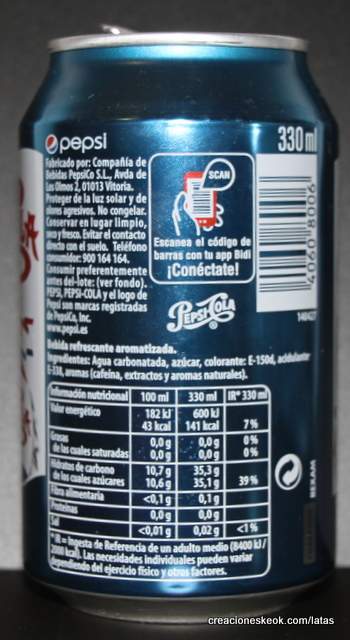 pepsi
330 ml
Fabricado por: Compañía de
Bebidas PepsiCo S.L., Avda de
Los Olmos 2, 01013 Vitoria.
Proteger de la luz solar y de
olores agresivos. No congelar.
Conservar en lugar limpio,
seco y fresco. Evitar el contacto
directo con el suelo. Teléfono
consumidor: 900 164 164.
Consumir preferentemente
antes del-lote: (ver fondo).
PEPSI, PEPSI-COLA y el logo de
Pepsi son marcas registradas
de PepsiCo, Inc.
www.pepsi.es
SCAN
Escanea el código de
barras con tu app Bidi
¡Conéctate!
4060 8006
PEPSI-COLA
Bebida refrescante aromatizada.
Ingredientes: Agua carbonatada, azúcar, colorante: E-150d, acidulante:
E-338, aromas (cafeína, extractos y aromas naturales).
Información nutricional 100 ml 330 ml IR* 330 ml
Valor energético 182 kJ 600 kJ
43 kcal 141 kcal 7 %
Grasas 0,0 g 0,0 g 0 %
de las cuales saturadas 0,0 g 0,0 g 0 %
Hidratos de carbono 10,7 g 35,3 g
de los cuales azúcares 10,6 g 35,1 g 39 %
Fibra alimentaria <0,1 g 0,1 g
Proteínas 0,0 g 0,0 g
Sal <0,01 g 0,02 g <1 %
* IR = Ingesta de Referencia de un adulto medio (8400 kJ /
2000 kcal). Las necesidades individuales pueden variar
dependiendo del ejercicio físico y otros factores.
REXAM
creacioneskeok.com/latas